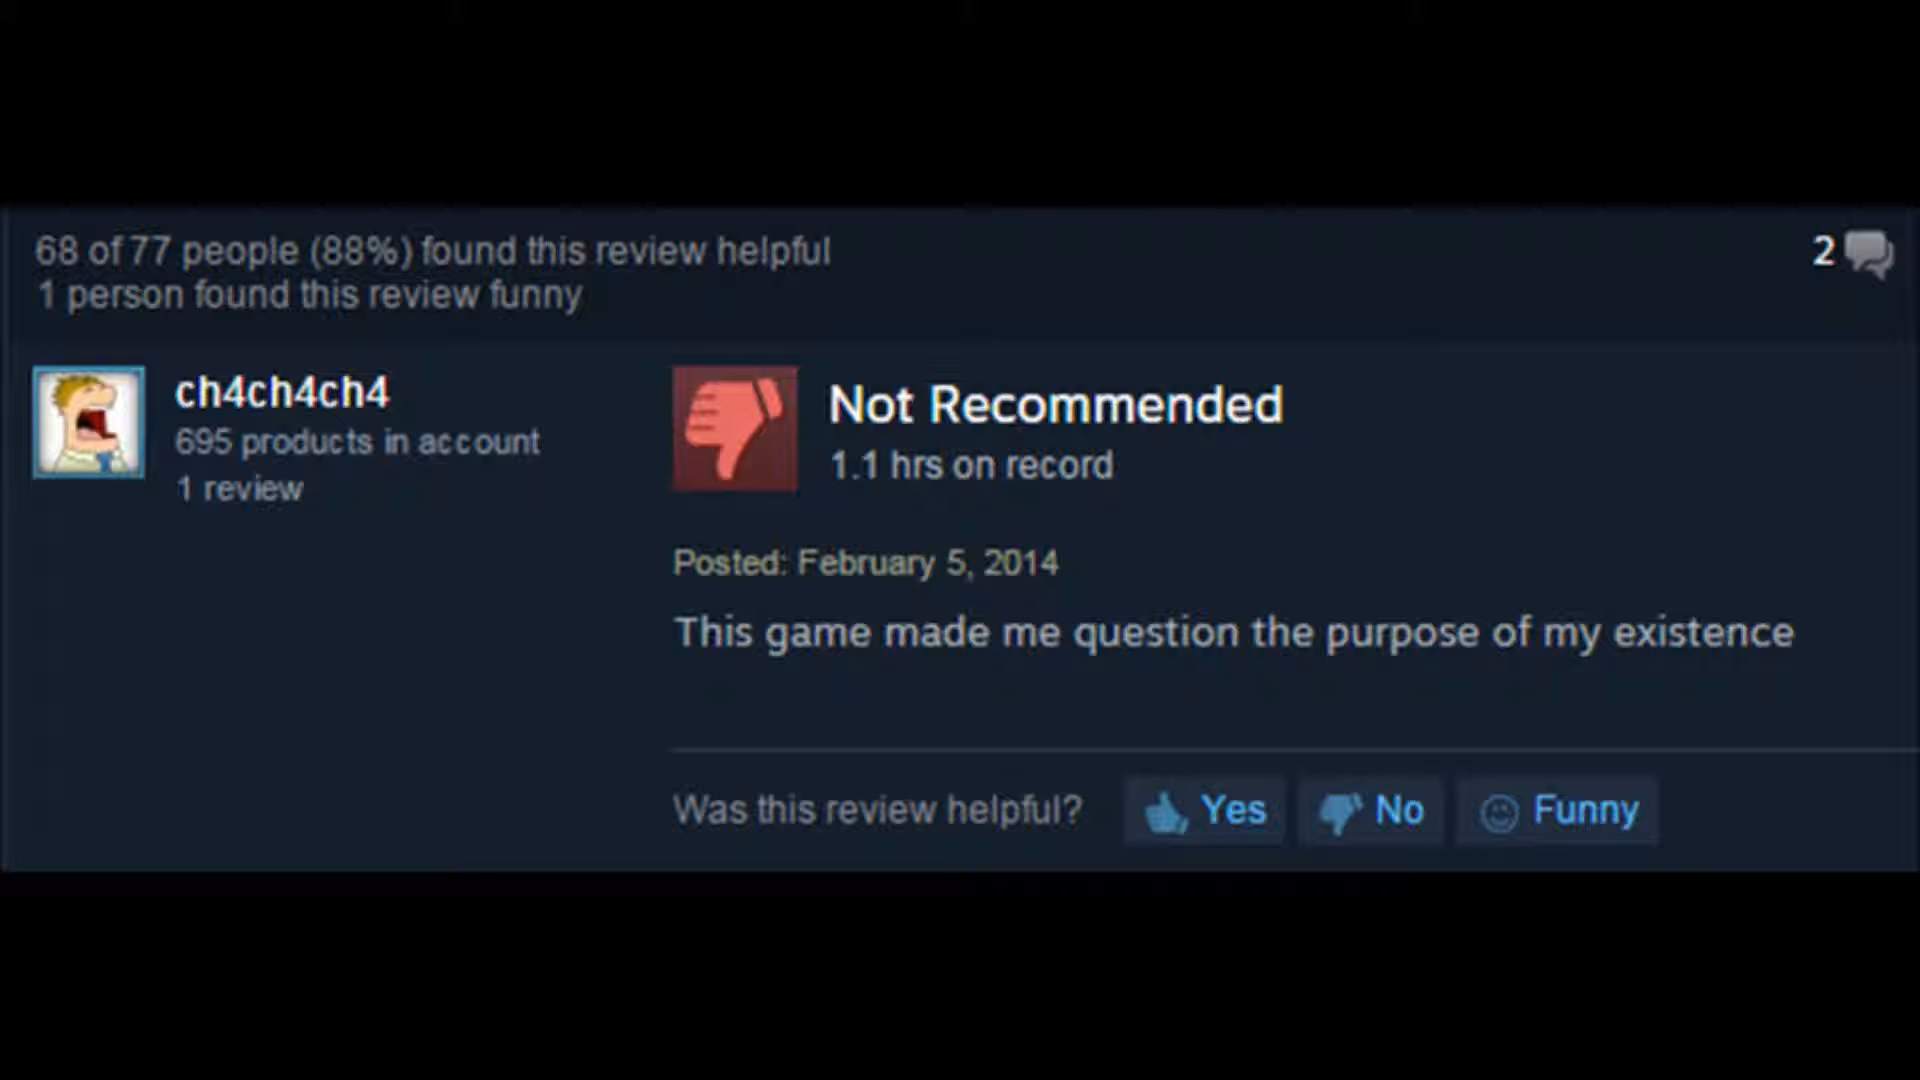 68 of 77 people (88%) found this review helpful
2
1 person found this review funny
ch4ch4ch4
695 products in account
1 review
Not Recommended
1.1 hrs on record
Posted: February 5, 2014
This game made me question the purpose of my existence
Was this review helpful?
Yes
No
Funny